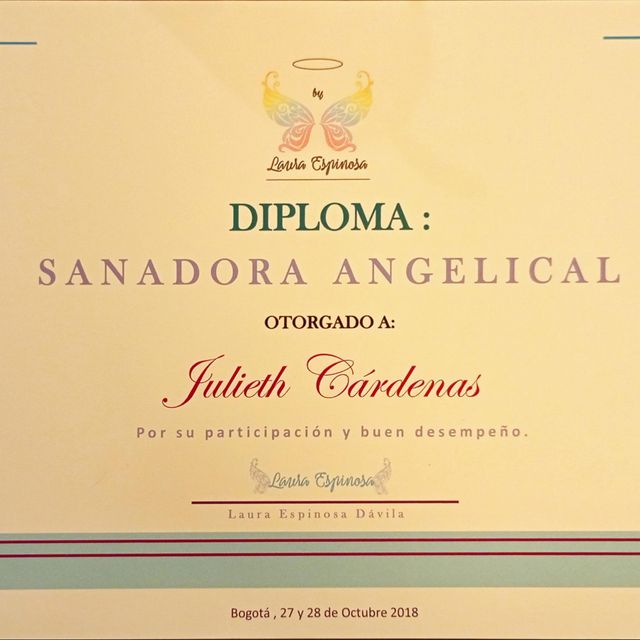 by
Laura Espinosa
DIPLOMA :
SANADORA ANGELICAL
OTORGADO A:
Julieth Cárdenas
Por su participación y buen desempeño.
Laura Espinosa
Laura Espinosa Dávila
Bogotá , 27 y 28 de Octubre 2018